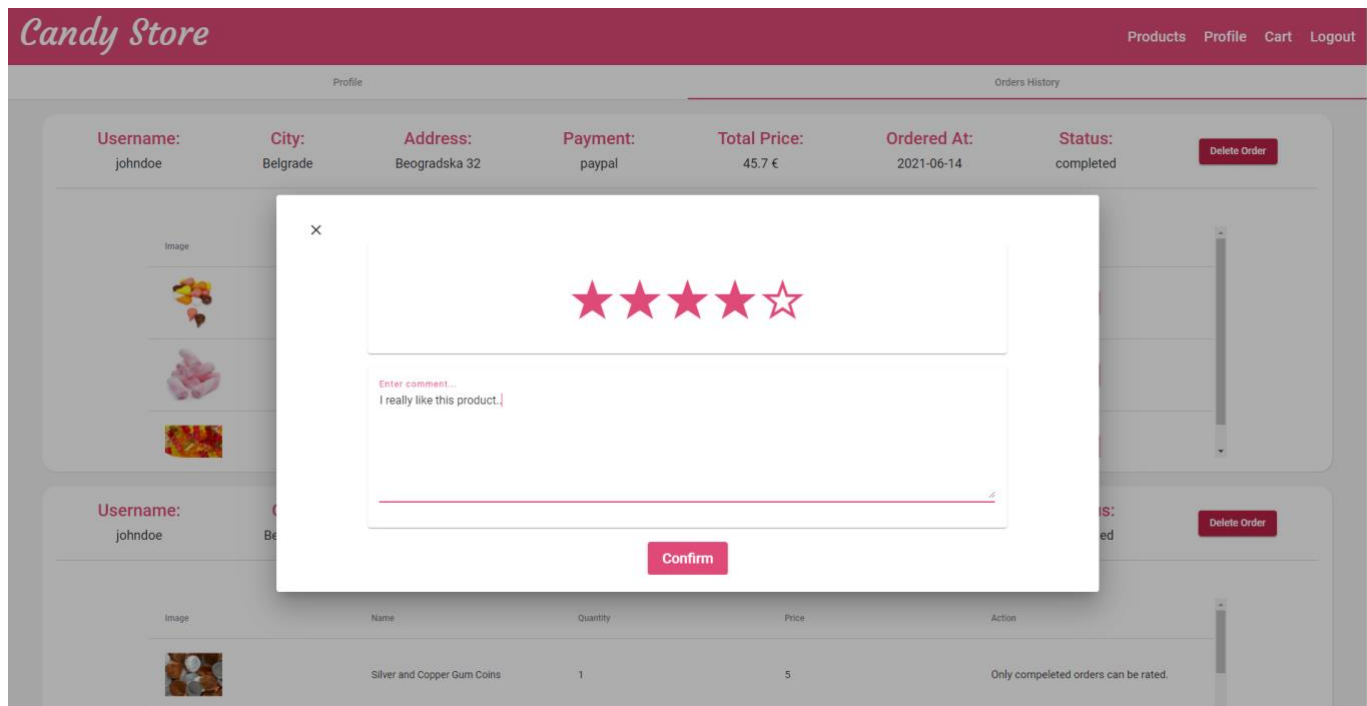 Candy Store
Products Profile Cart Logout
Profile Orders History
Username: City: Address: Payment: Total Price: Ordered At: Status:
johndoe Belgrade Beogradska 32 paypal 45.7 € 2021-06-14 completed
Delete Order
Image
Enter comment...
I really like this product..
Confirm
Username:
johndoe
Delete Order
Image Name Quantity Price Action
Silver and Copper Gum Coins 1 5 Only compeleted orders can be rated.